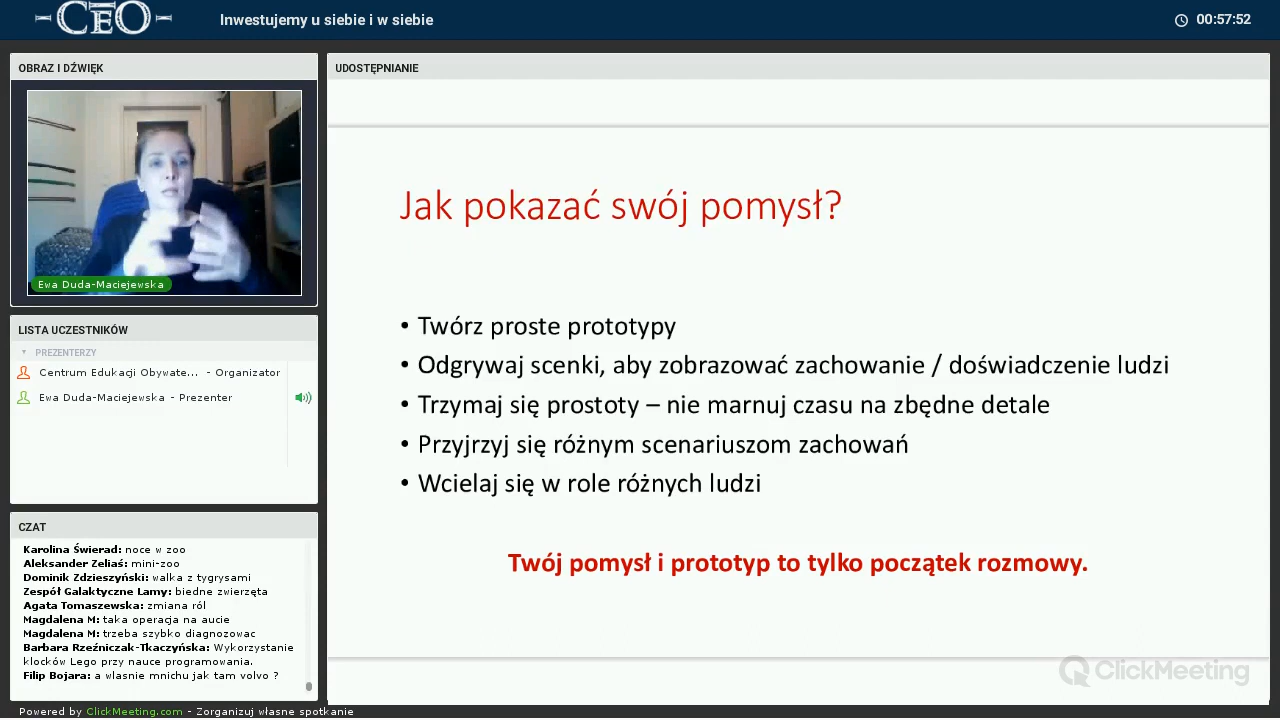 CEO
Inwestujemy u siebie i w siebie
00:57:52
OBRAZ I DŹWIĘK
Ewa Duda-Maciejewska
LISTA UCZESTNIKÓW
PREZENTERZY
Centrum Edukacji Obywate... - Organizator
Ewa Duda-Maciejewska - Prezenter
CZAT
Karolina Świerad: noce w zoo
Aleksander Zeliaś: mini-zoo
Dominik Zdzieszyński: walka z tygrysami
Zespół Galaktyczne Lamy: biedne zwierzęta
Agata Tomaszewska: zmiana ról
Magdalena M: taka operacja na aucie
Magdalena M: trzeba szybko diagnozowac
Barbara Rzeźniczak-Tkaczyńska: Wykorzystanie
klocków Lego przy nauce programowania.
Filip Bojara: a wlasnie mnichu jak tam volvo ?
UDOSTĘPNIANIE
Jak pokazać swój pomysł?
• Twórz proste prototypy
• Odgrywaj scenki, aby zobrazować zachowanie / doświadczenie ludzi
• Trzymaj się prostoty – nie marnuj czasu na zbędne detale
• Przyjrzyj się różnym scenariuszom zachowań
• Wcielaj się w role różnych ludzi
Twój pomysł i prototyp to tylko początek rozmowy.
ClickMeeting
Powered by ClickMeeting.com - Zorganizuj własne spotkanie